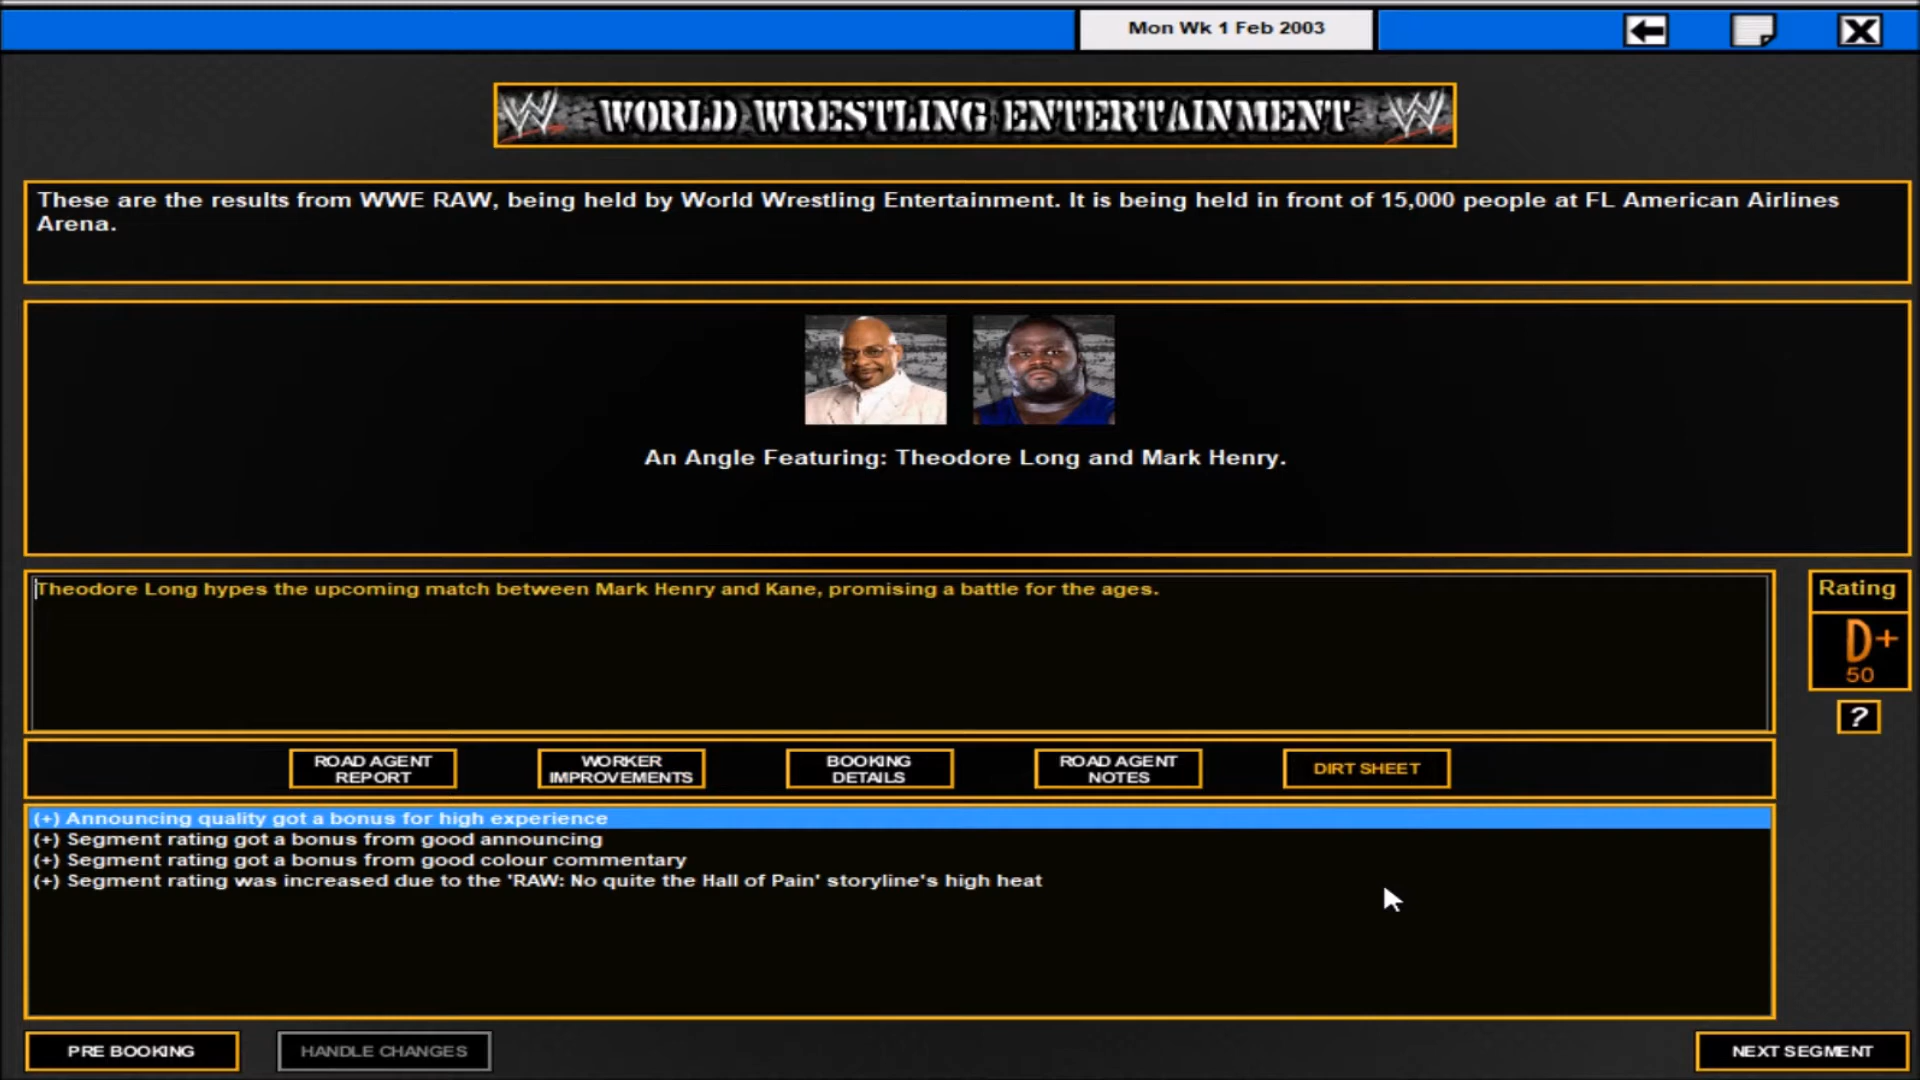 Mon Wk 1 Feb 2003
W WORLD WRESTLING ENTERTAINMENT W
These are the results from WWE RAW, being held by World Wrestling Entertainment. It is being held in front of 15,000 people at FL American Airlines
Arena.
An Angle Featuring: Theodore Long and Mark Henry.
Theodore Long hypes the upcoming match between Mark Henry and Kane, promising a battle for the ages.
Rating
D+
50
?
ROAD AGENT
REPORT
WORKER
IMPROVEMENTS
BOOKING
DETAILS
ROAD AGENT
NOTES
DIRT SHEET
(+) Announcing quality got a bonus for high experience
(+) Segment rating got a bonus from good announcing
(+) Segment rating got a bonus from good colour commentary
(+) Segment rating was increased due to the 'RAW: No quite the Hall of Pain' storyline's high heat
PRE BOOKING
HANDLE CHANGES
NEXT SEGMENT